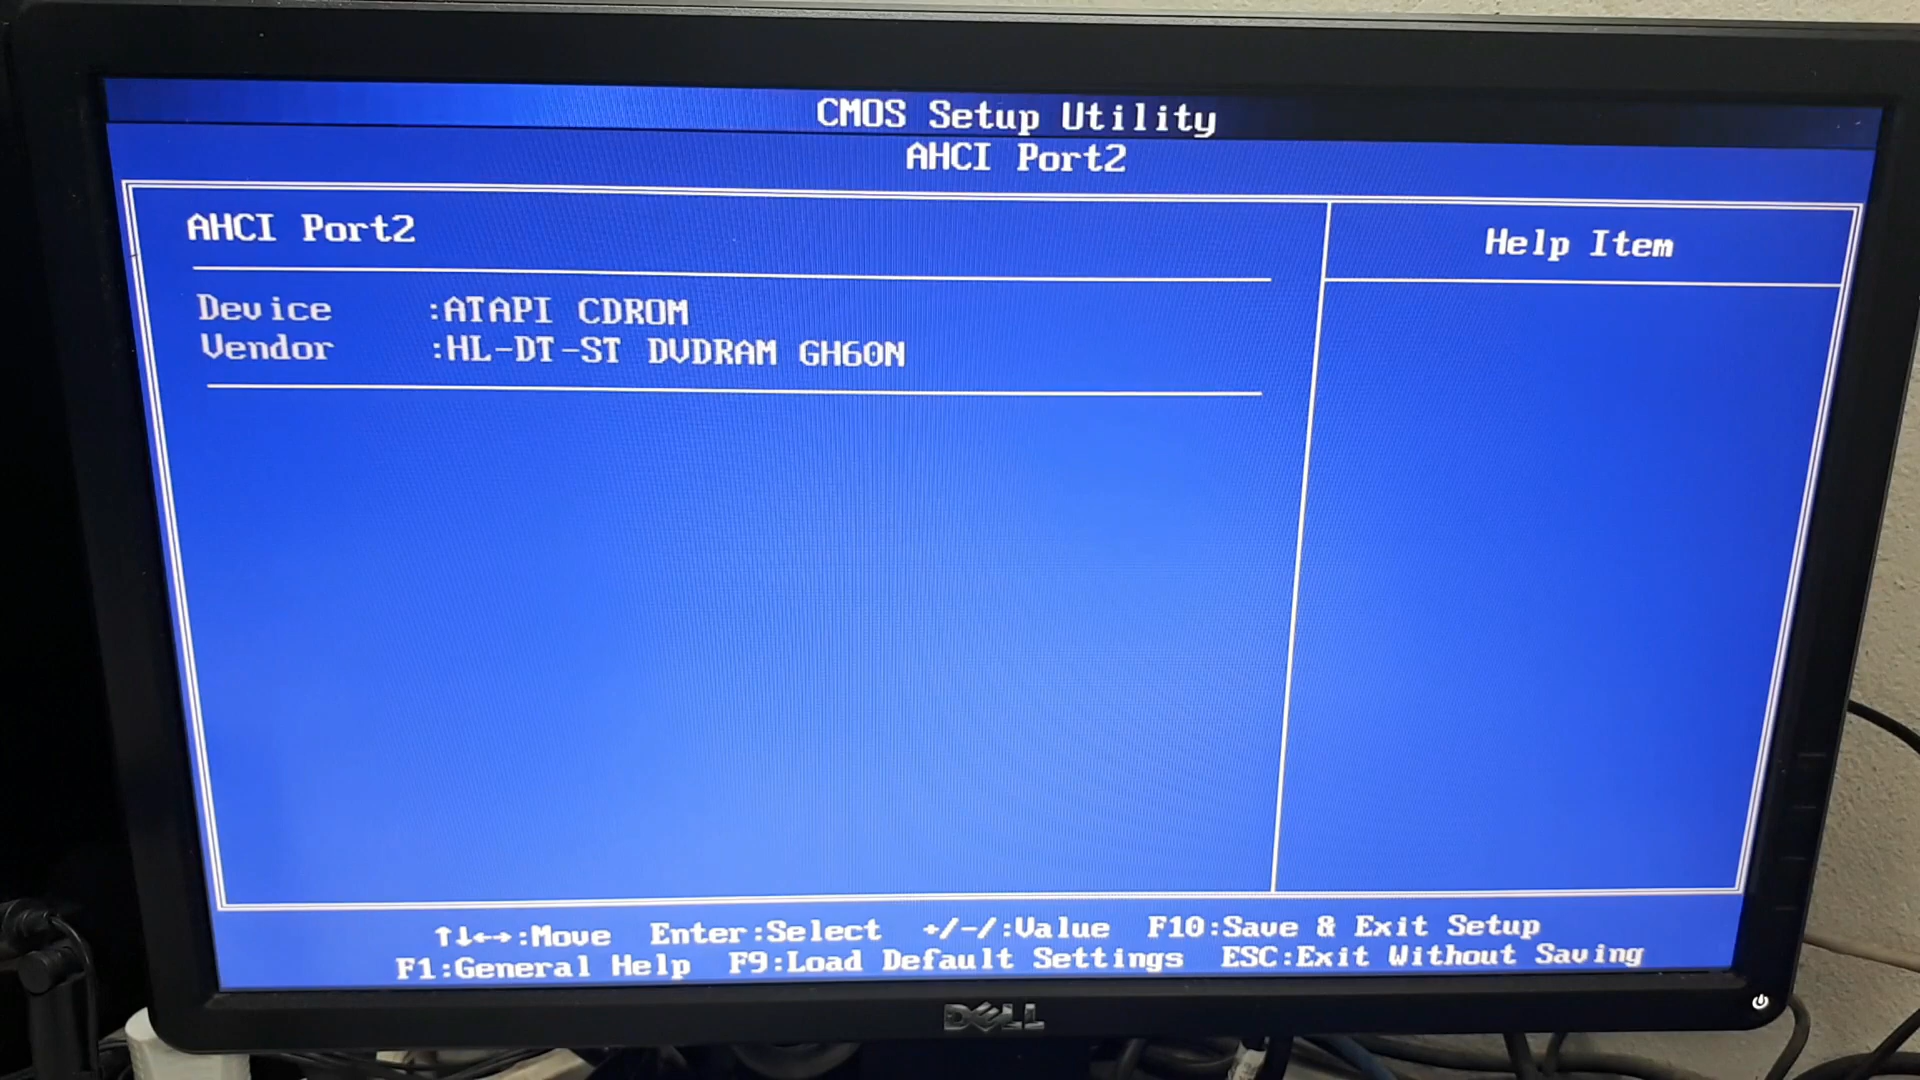 CMOS Setup Utility
AHCI Port2
AHCI Port2
Help Item
Device :ATAPI CDROM
Vendor :HL-DT-ST DVDRAM GH60N
↑↓←→:Move Enter:Select +/-/:Value F10:Save & Exit Setup
F1:General Help F9:Load Default Settings ESC:Exit Without Saving
DELL